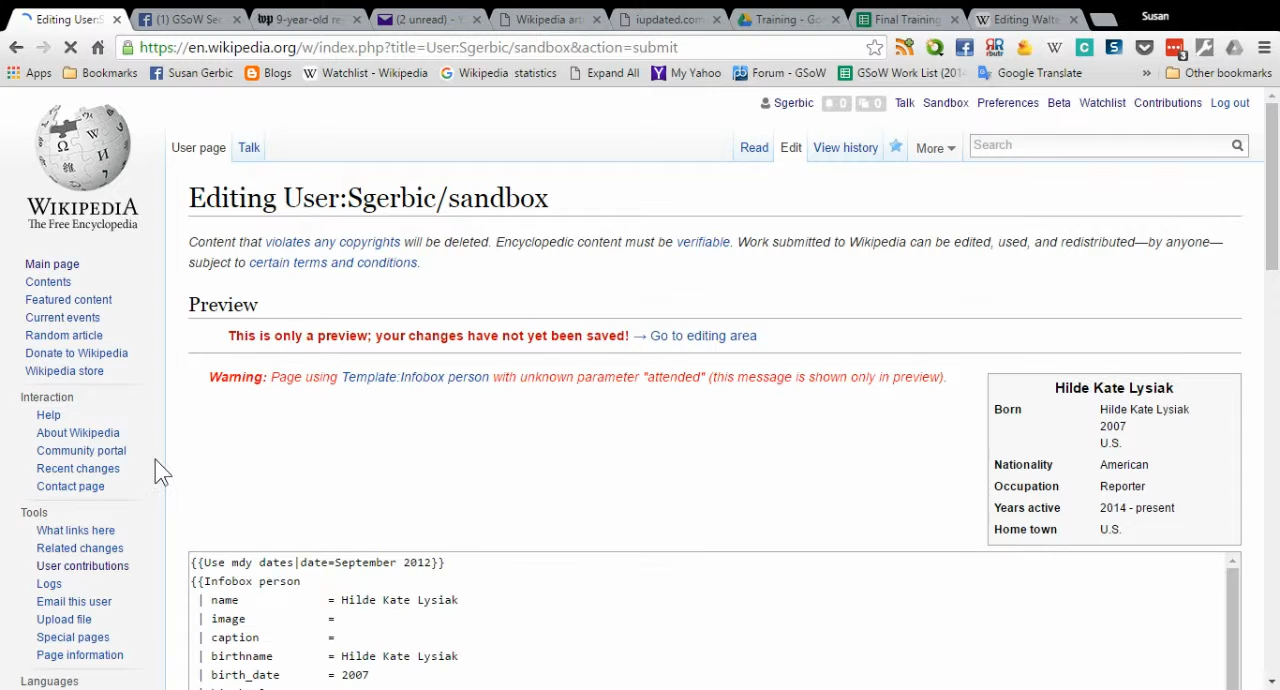 Editing User:S
(1) GSoW Sec
9-year-old re
(2 unread) - Y
Wikipedia art
iupdated.com
Training - Go
Final Training
Editing Walte
Susan
https://en.wikipedia.org/w/index.php?title=User:Sgerbic/sandbox&action=submit
Apps
Bookmarks
Susan Gerbic
Blogs
Watchlist - Wikipedia
Wikipedia statistics
Expand All
My Yahoo
Forum - GSoW
GSoW Work List (201
Google Translate
»
Other bookmarks
Sgerbic 0 0 Talk Sandbox Preferences Beta Watchlist Contributions Log out
User page Talk
Read Edit View history More
Search
WIKIPEDIA
The Free Encyclopedia
Main page
Contents
Featured content
Current events
Random article
Donate to Wikipedia
Wikipedia store
Interaction
Help
About Wikipedia
Community portal
Recent changes
Contact page
Tools
What links here
Related changes
User contributions
Logs
Email this user
Upload file
Special pages
Page information
Languages
Editing User:Sgerbic/sandbox
Content that violates any copyrights will be deleted. Encyclopedic content must be verifiable. Work submitted to Wikipedia can be edited, used, and redistributed—by anyone—
subject to certain terms and conditions.
Preview
This is only a preview; your changes have not yet been saved! → Go to editing area
Warning: Page using Template:Infobox person with unknown parameter "attended" (this message is shown only in preview).
Hilde Kate Lysiak
Born Hilde Kate Lysiak
2007
U.S.
Nationality American
Occupation Reporter
Years active 2014 - present
Home town U.S.
{{Use mdy dates|date=September 2012}}
{{Infobox person
| name = Hilde Kate Lysiak
| image =
| caption =
| birthname = Hilde Kate Lysiak
| birth_date = 2007